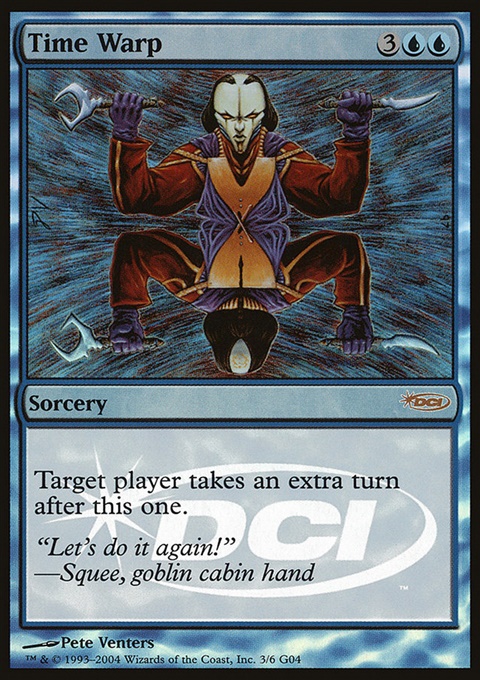 Time Warp 3
Sorcery
DCI
Target player takes an extra turn
after this one.
"Let's do it again!"
—Squee, goblin cabin hand
DCI
™
Pete Venters
™ & © 1993–2004 Wizards of the Coast, Inc. 3/6 G04